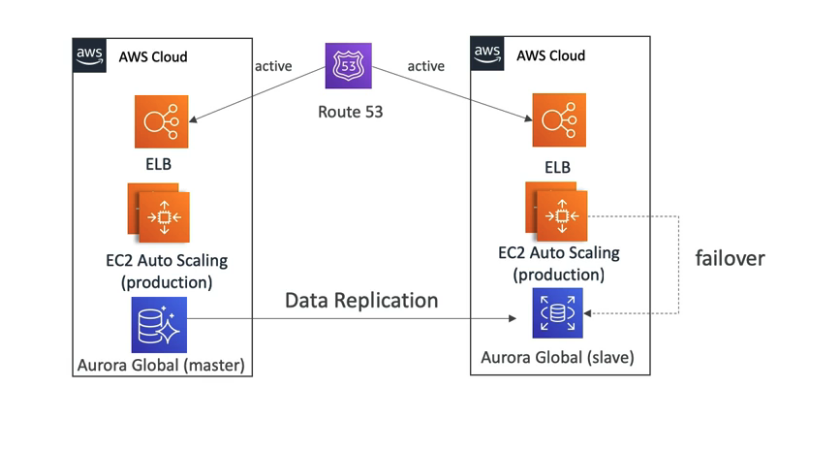 aws
AWS Cloud
active
53
active
Route 53
aws
AWS Cloud
ELB
ELB
EC2 Auto Scaling
(production)
EC2 Auto Scaling
(production)
failover
Data Replication
Aurora Global (master)
Aurora Global (slave)